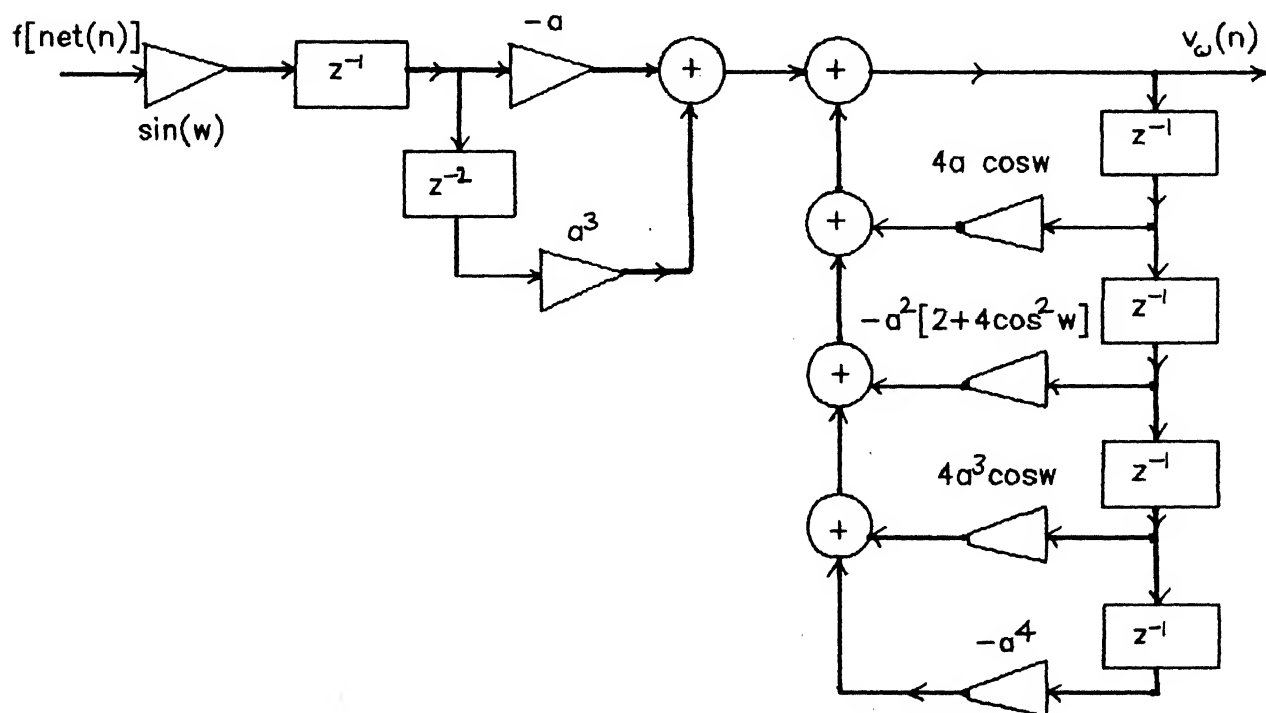 f[net(n)]
sin(w)
z⁻¹
-a
+
+
v_ω(n)
z⁻²
a³
z⁻¹
4a cosw
+
z⁻¹
-a²[2+4cos²w]
+
z⁻¹
4a³cosw
+
z⁻¹
-a⁴